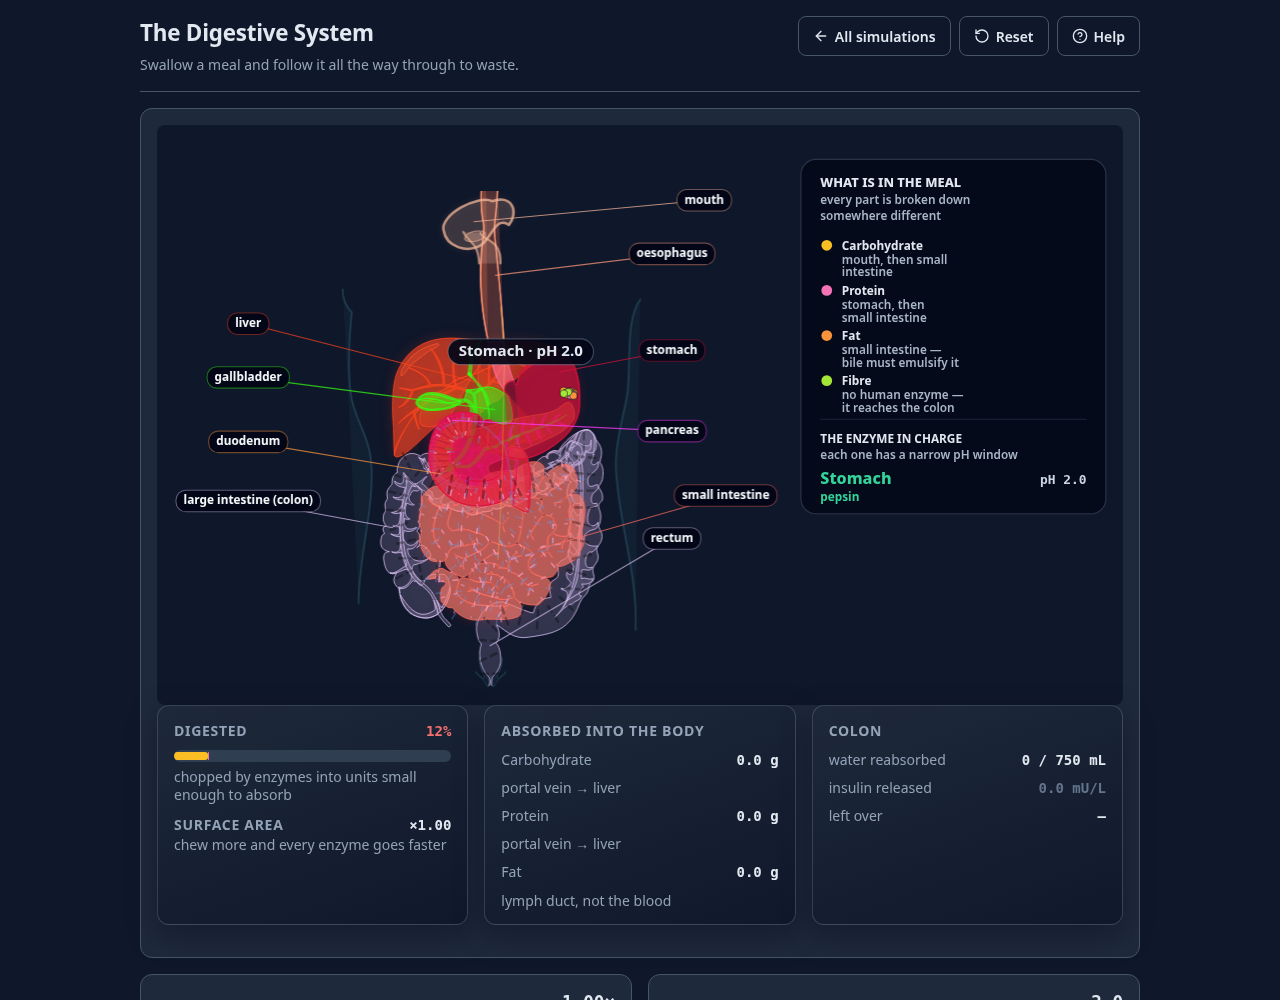 The Digestive System
Swallow a meal and follow it all the way through to waste.
All simulations
Reset
Help
mouth
oesophagus
liver
Stomach · pH 2.0
stomach
gallbladder
pancreas
duodenum
large intestine (colon)
small intestine
rectum
WHAT IS IN THE MEAL
every part is broken down
somewhere different
Carbohydrate
mouth, then small
intestine
Protein
stomach, then
small intestine
Fat
small intestine —
bile must emulsify it
Fibre
no human enzyme —
it reaches the colon
THE ENZYME IN CHARGE
each one has a narrow pH window
Stomach pH 2.0
pepsin
DIGESTED 12%
chopped by enzymes into units small
enough to absorb
SURFACE AREA ×1.00
chew more and every enzyme goes faster
ABSORBED INTO THE BODY
Carbohydrate 0.0 g
portal vein → liver
Protein 0.0 g
portal vein → liver
Fat 0.0 g
lymph duct, not the blood
COLON
water reabsorbed 0 / 750 mL
insulin released 0.0 mU/L
left over –